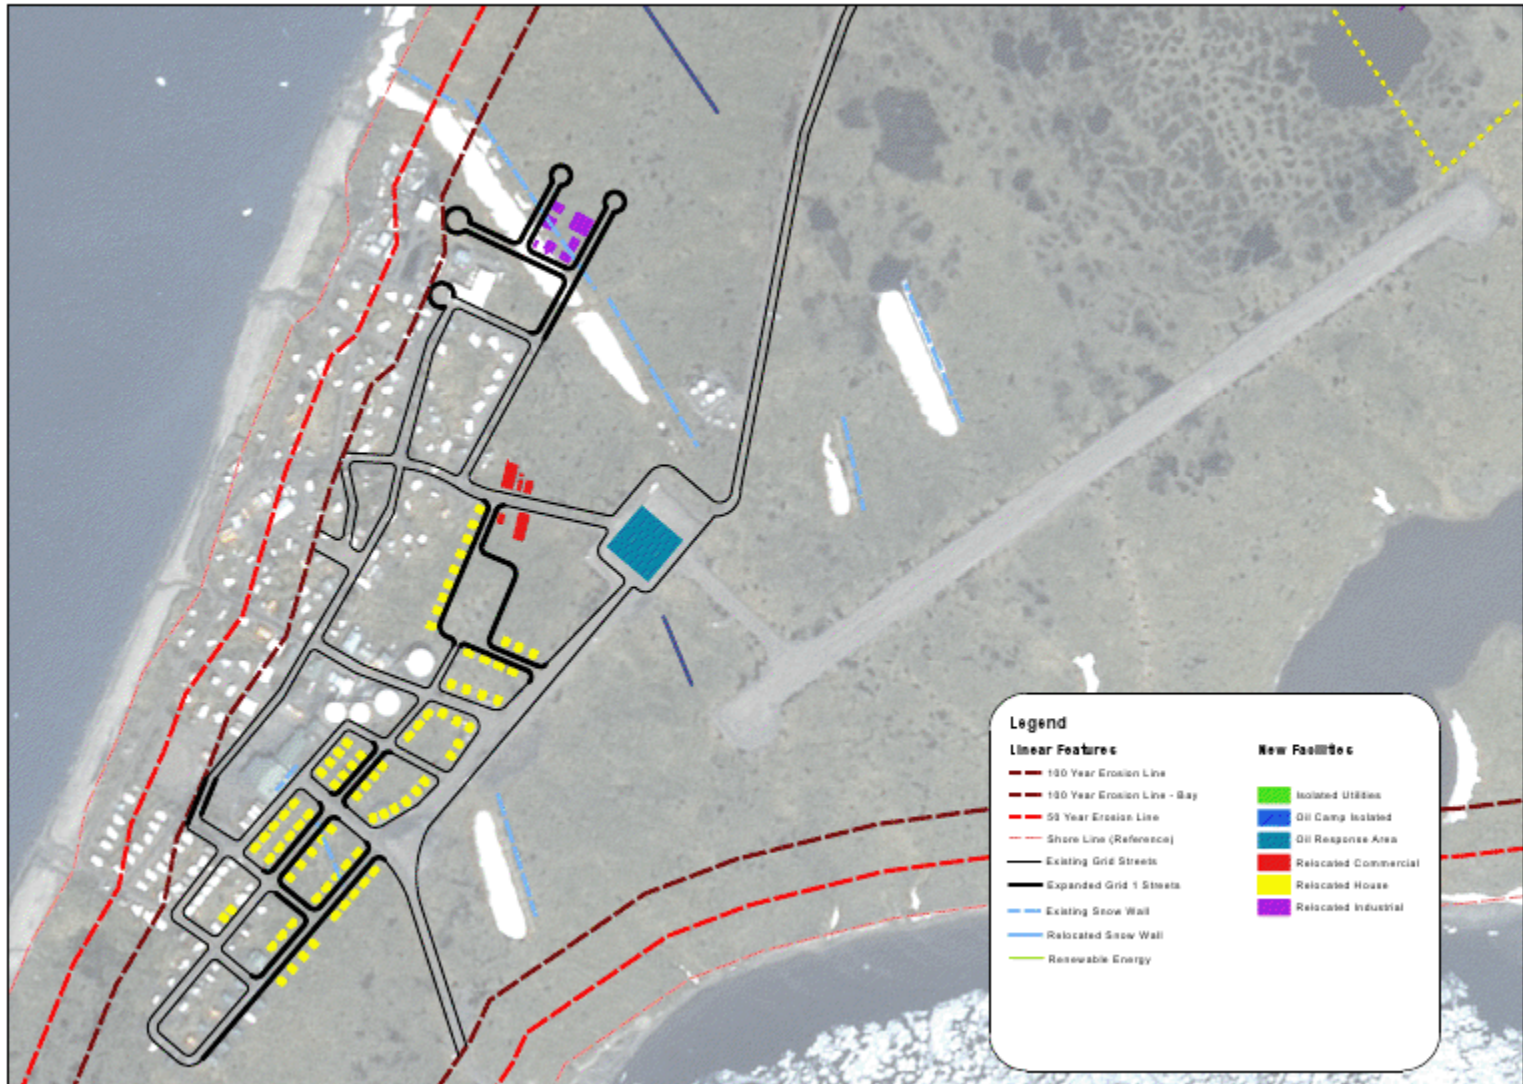 Legend
Linear Features
100 Year Erosion Line
100 Year Erosion Line - Bay
50 Year Erosion Line
Shore Line (Reference)
Existing Grid Streets
Expanded Grid 1 Streets
Existing Snow Wall
Relocated Snow Wall
Renewable Energy
New Facilities
Isolated Utilities
Oil Camp Isolated
Oil Response Area
Relocated Commercial
Relocated House
Relocated Industrial